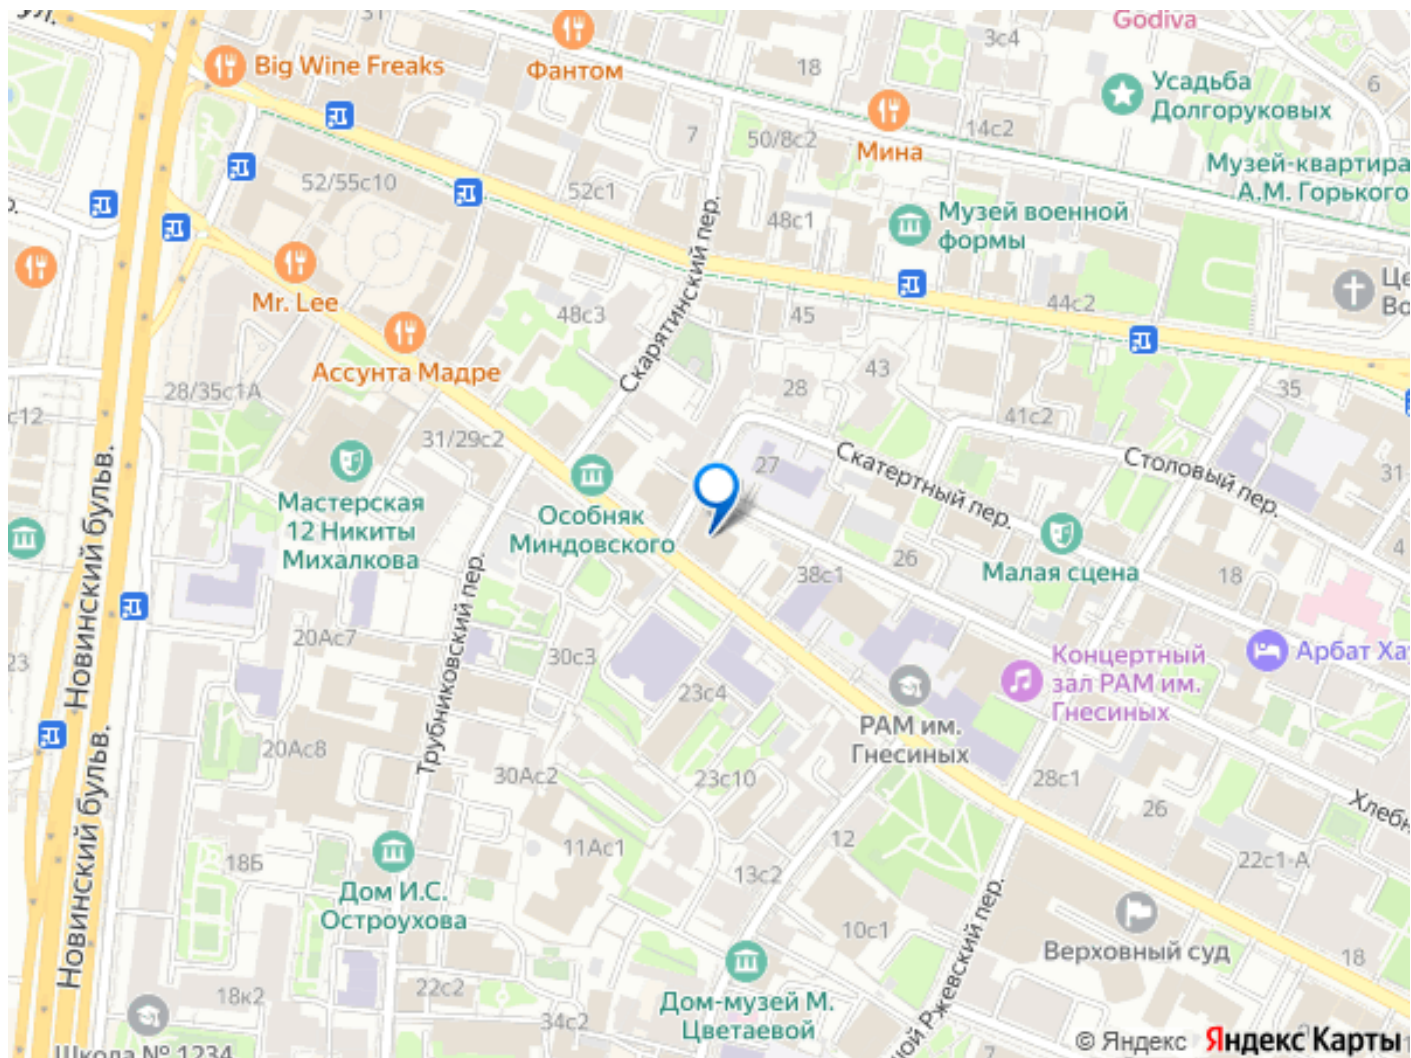 ул.
31
Godiva
Big Wine Freaks
Фантом
18
3с4
6
Усадьба
Долгоруковых
7
50/8с2
Мина
14с2
Музей-квартира
А.М. Горького
52/55с10
52с1
48с1
Музей военной
формы
Скарятинский пер.
Mr. Lee
48с3
45
44с2
Це
Во
Ассунта Мадре
28/35с1А
с12
28
43
41с2
35
31/29с2
27
Скатертный пер.
Столовый пер.
31
Мастерская
12 Никиты
Михалкова
Особняк
Миндовского
38с1
26
Малая сцена
18
4
Новинский бульв.
Трубниковский пер.
23
20Ас7
30с3
23с4
Концертный
зал РАМ им.
Гнесиных
Арбат Хау
20Ас8
30Ас2
23с10
РАМ им.
Гнесиных
28с1
26
Хлебн
Новинский бульв.
18Б
11Ас1
12
13с2
22с1-А
Дом И.С.
Остроухова
10с1
Верховный суд
18
18к2
22с2
34с2
Дом-музей М.
Цветаевой
ной Ржевский пер.
7
Школа № 1234
© Яндекс Яндекс Карты